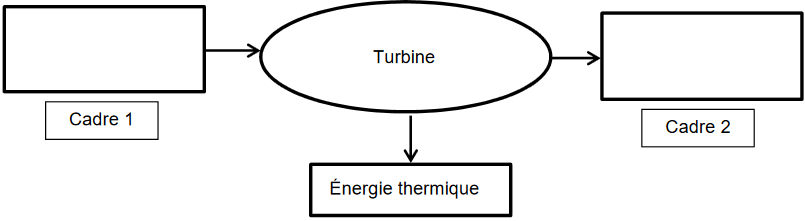 Turbine
Cadre 1
Cadre 2
Énergie thermique